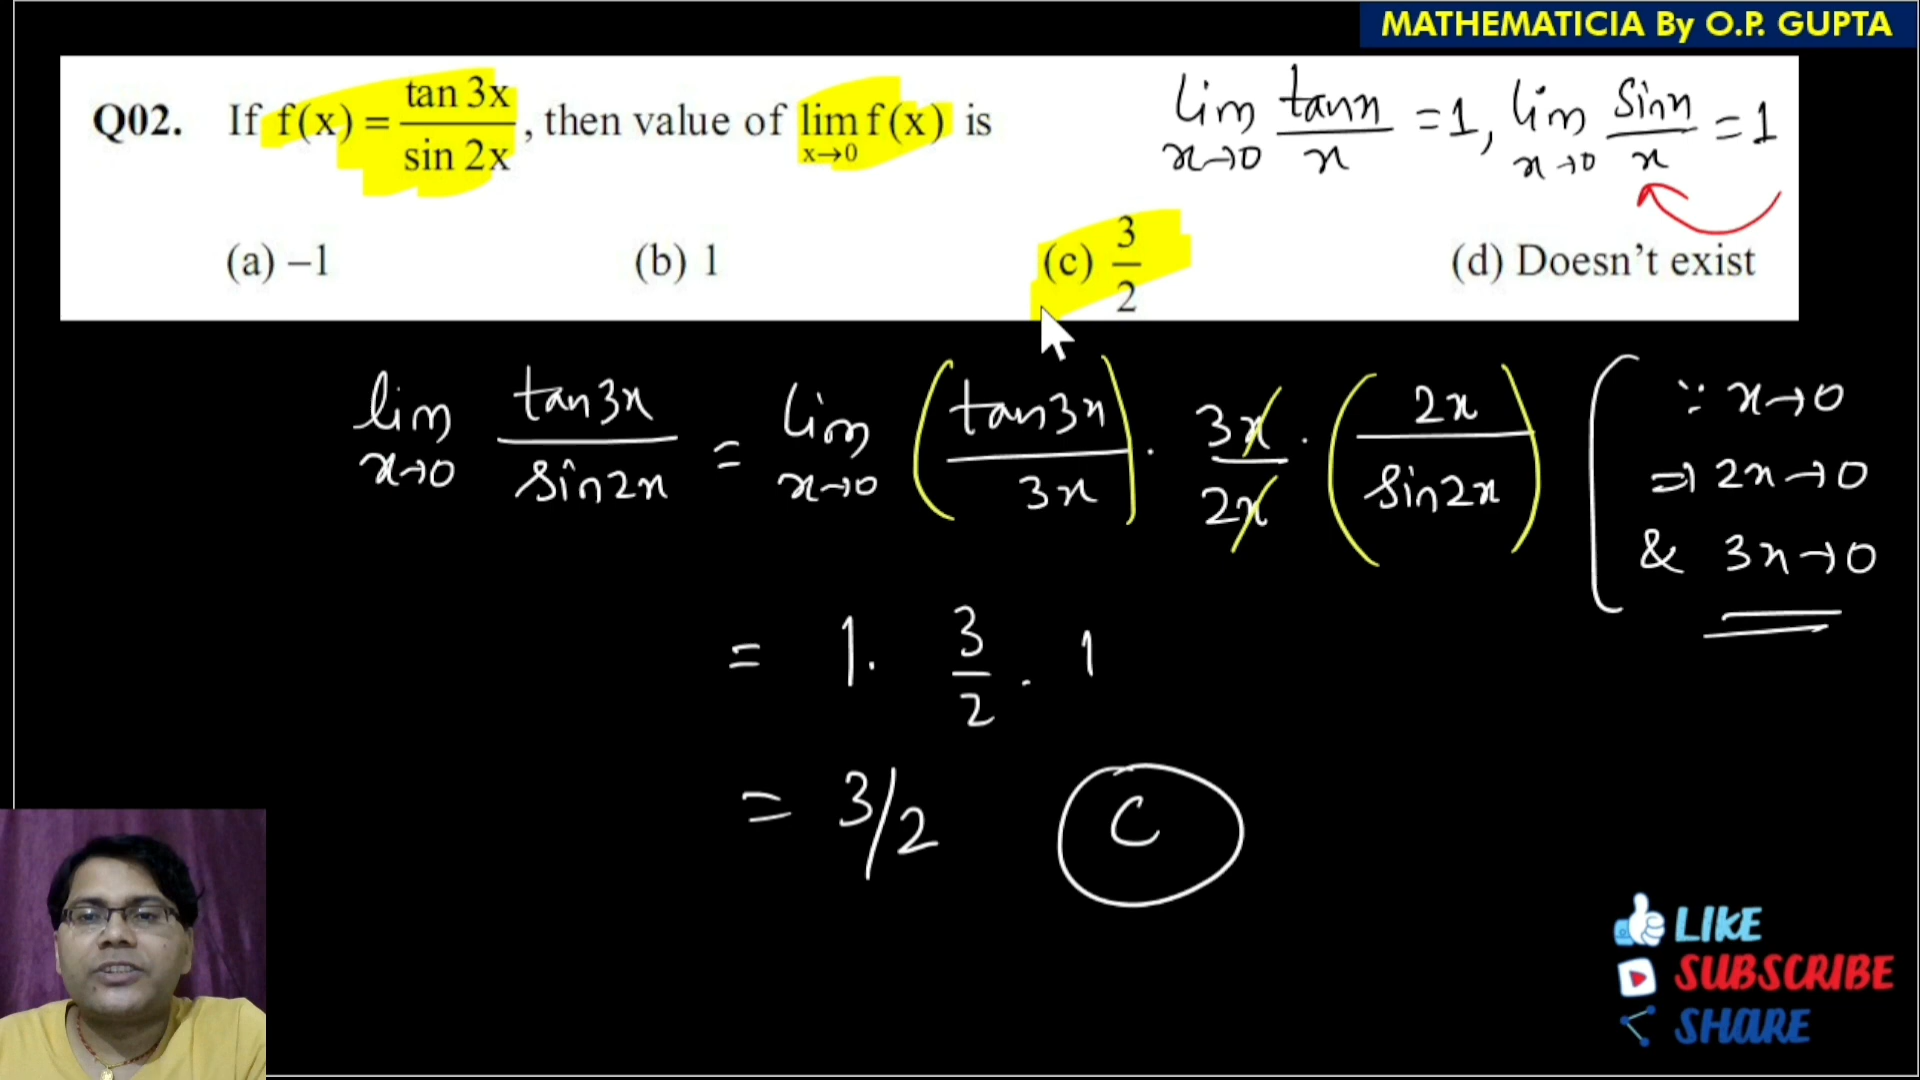 MATHEMATICIA By O.P. GUPTA
Q02. If f(x) = tan 3x / sin 2x, then value of lim x→0 f(x) is
lim x→0 tan x / x = 1, lim x→0 sin x / x = 1
(a) –1 (b) 1 (c) 3/2 (d) Doesn't exist
lim x→0 tan3x / sin2x = lim x→0 (tan3x / 3x) · 3x / 2x · (2x / sin2x)
∵ x→0
⇒ 2x→0
& 3x→0
= 1 · 3/2 · 1
= 3/2 C
LIKE
SUBSCRIBE
SHARE